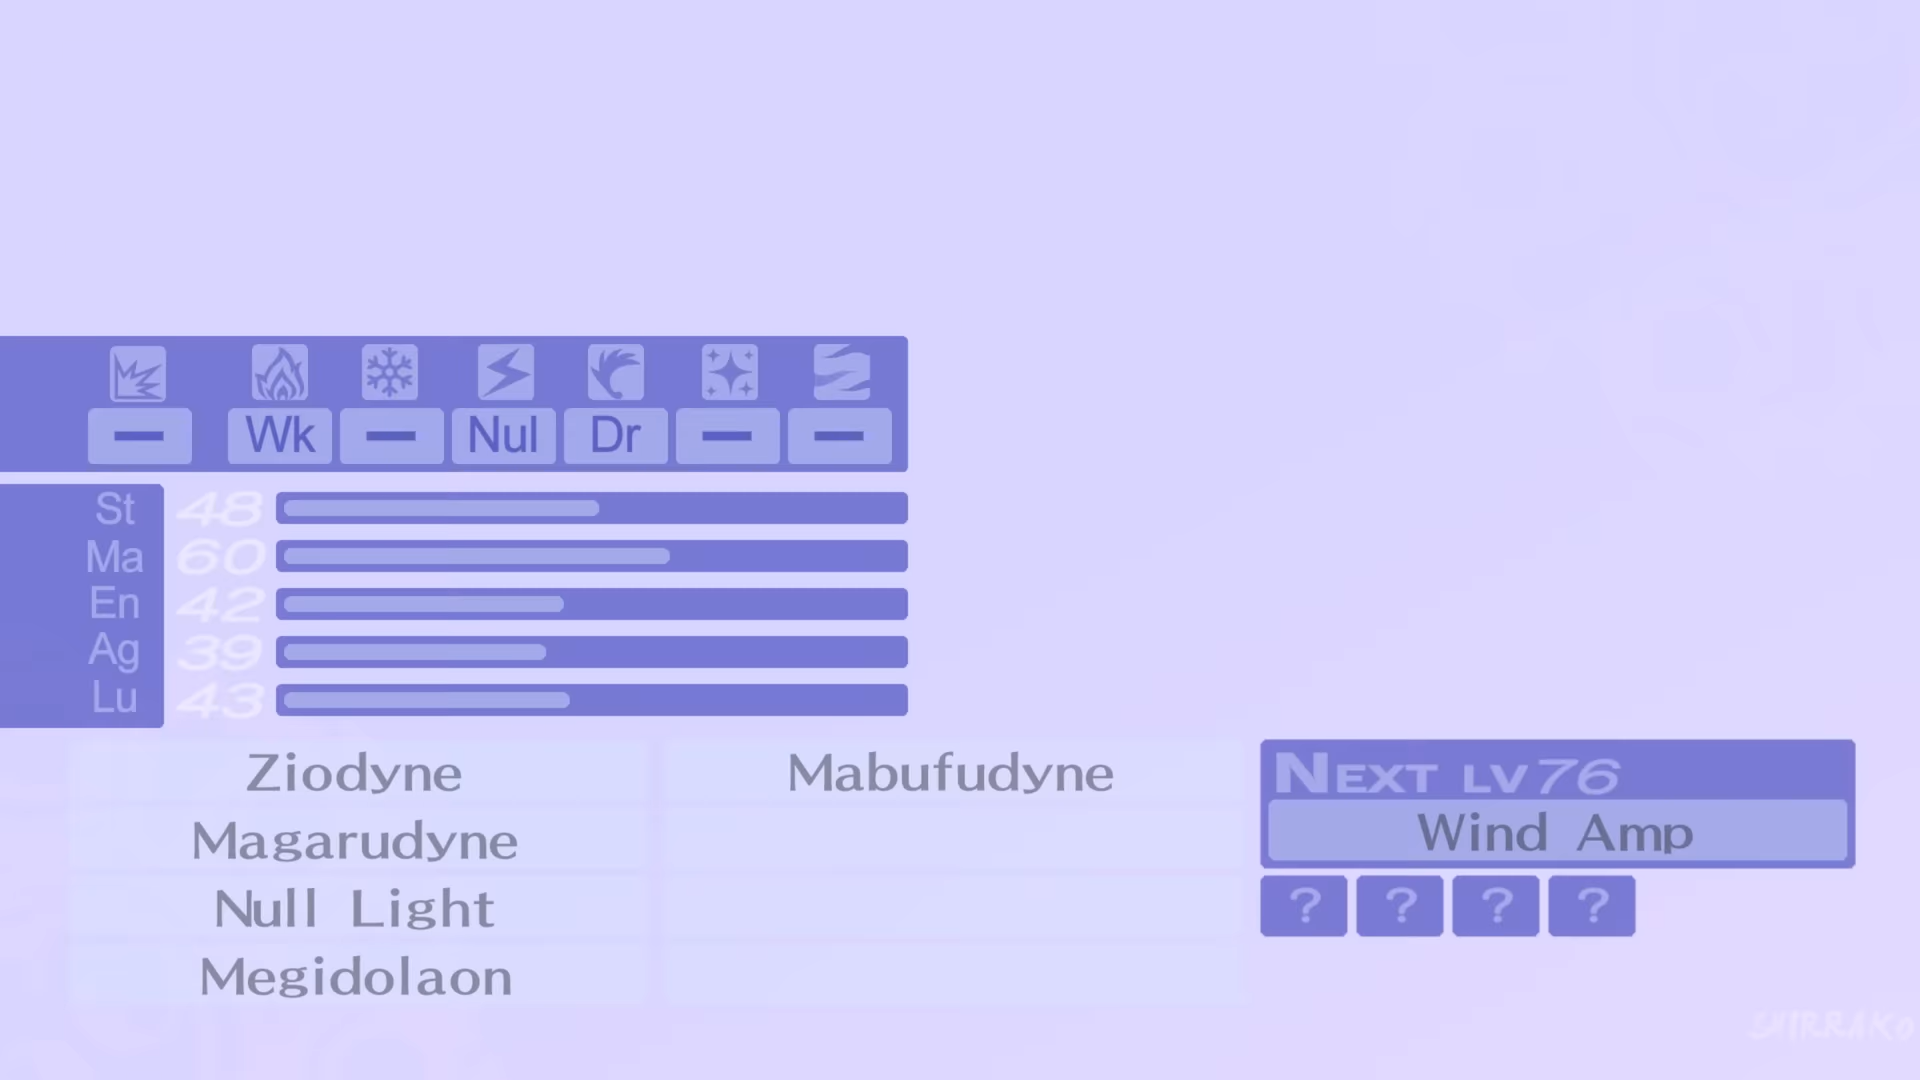 — Wk — Nul Dr — —
St 48
Ma 60
En 42
Ag 39
Lu 43
Ziodyne Mabufudyne
Magarudyne
Null Light
Megidolaon
NEXT LV76
Wind Amp
? ? ? ?
SHIRRAKO